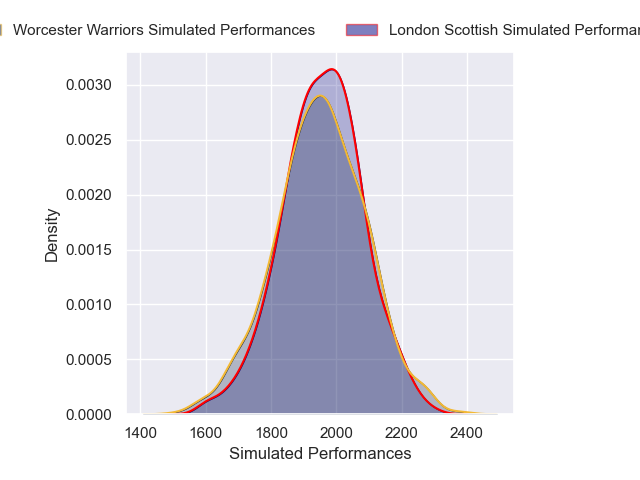 Worcester Warriors Simulated Performances London Scottish Simulated
0.0030
0.0025
0.0020
0.0015
0.0010
0.0005
0.0000
Density
1400 1600 1800 2000 2200 2400
Simulated Performances